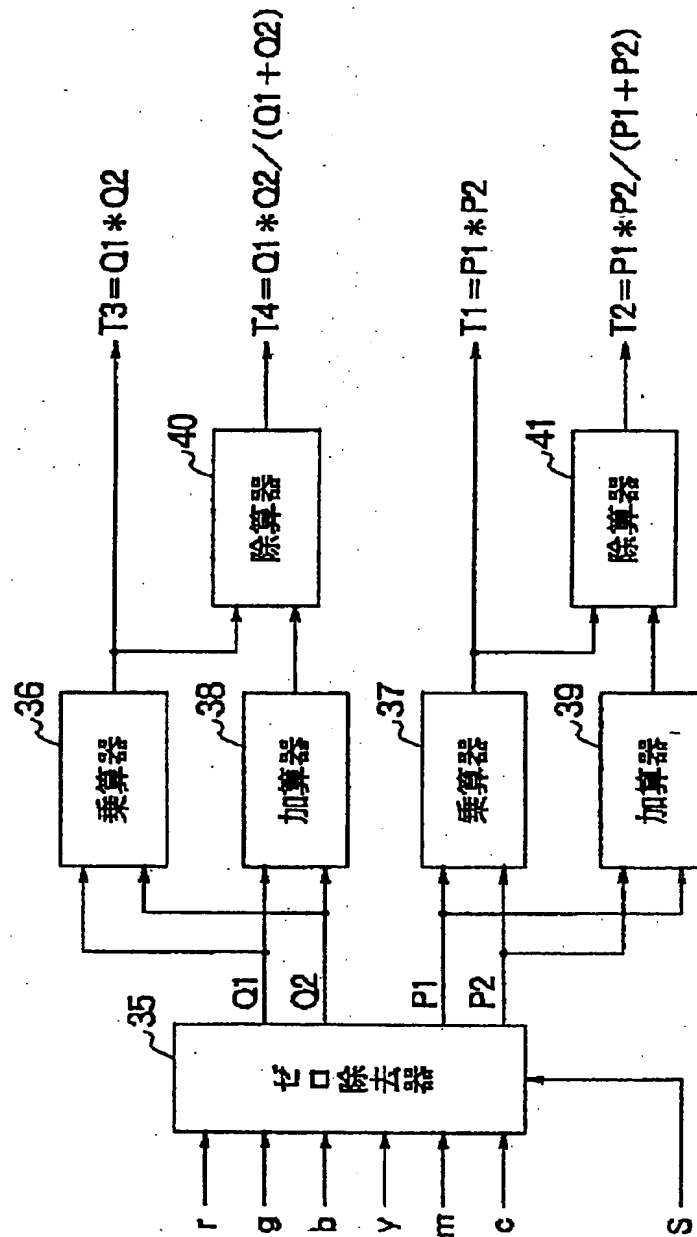 r
g
b
y
m
c
S
35
ゼロ除去器
Q1
Q2
P1
P2
36
乗算器
38
加算器
37
乗算器
39
加算器
40
除算器
41
除算器
T3=Q1*Q2
T4=Q1*Q2/(Q1+Q2)
T1=P1*P2
T2=P1*P2/(P1+P2)